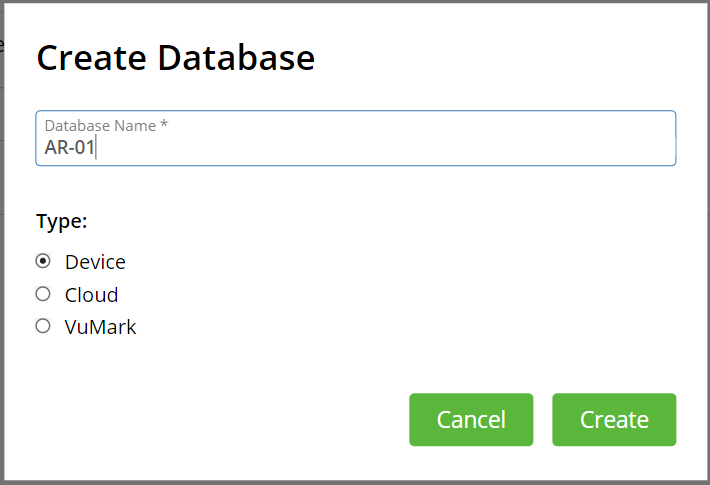 Create Database
Database Name *
AR-01
Type:
Device
Cloud
VuMark
Cancel Create